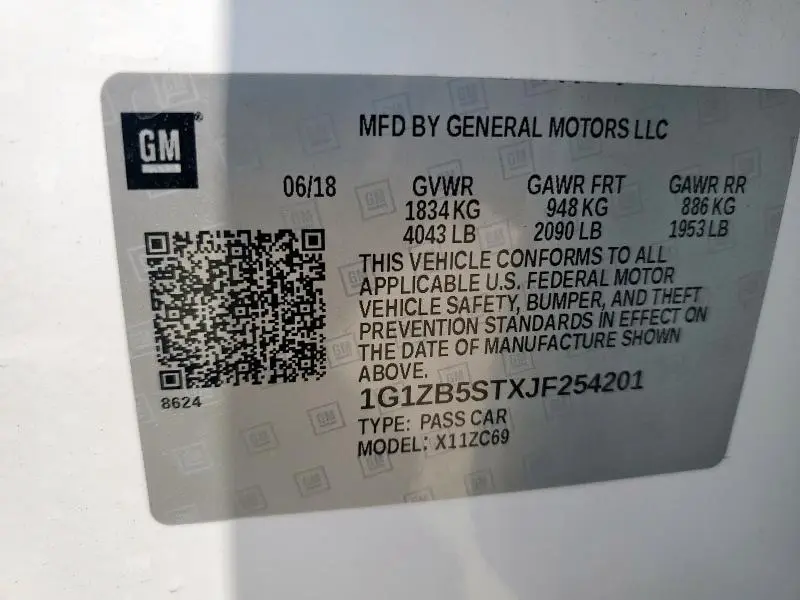 GM
MFD BY GENERAL MOTORS LLC
06/18 GVWR GAWR FRT GAWR RR
1834 KG 948 KG 886 KG
4043 LB 2090 LB 1953 LB
THIS VEHICLE CONFORMS TO ALL
APPLICABLE U.S. FEDERAL MOTOR
VEHICLE SAFETY, BUMPER, AND THEFT
PREVENTION STANDARDS IN EFFECT ON
THE DATE OF MANUFACTURE SHOWN
ABOVE.
8624
1G1ZB5STXJF254201
TYPE: PASS CAR
MODEL: X11ZC69